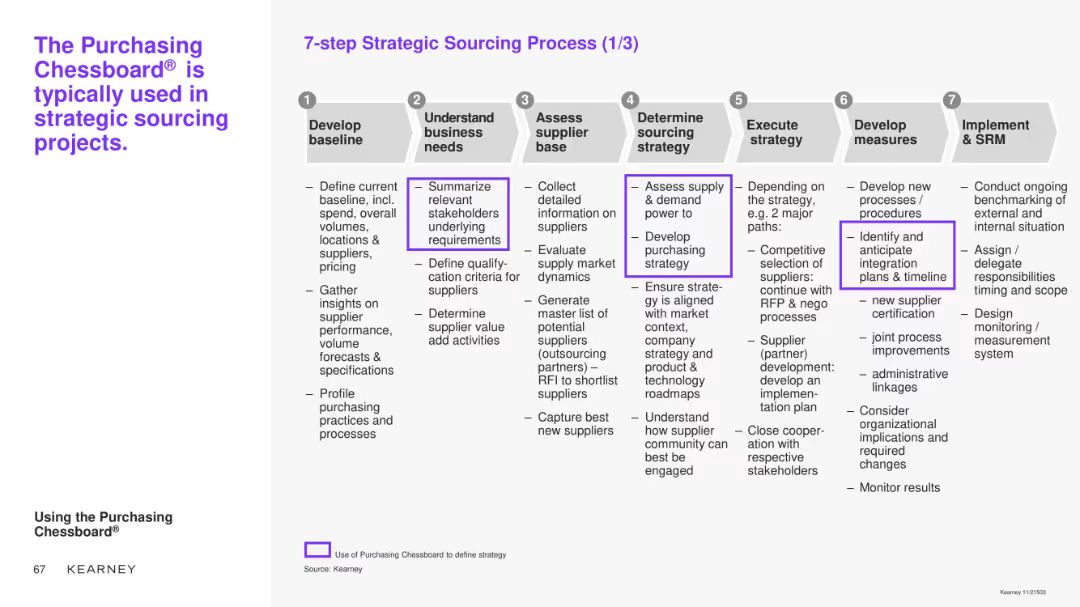 The Purchasing
Chessboard® is
typically used in
strategic sourcing
projects.
7-step Strategic Sourcing Process (1/3)
1
Develop
baseline
– Define current
baseline, incl.
spend, overall
volumes,
locations &
suppliers,
pricing
– Gather
insights on
supplier
performance,
volume
forecasts &
specifications
– Profile
purchasing
practices and
processes
2
Understand
business
needs
– Summarize
relevant
stakeholders
underlying
requirements
– Define qualify-
cation criteria for
suppliers
– Determine
supplier value
add activities
3
Assess
supplier
base
– Collect
detailed
information on
suppliers
– Evaluate
supply market
dynamics
– Generate
master list of
potential
suppliers
(outsourcing
partners) –
RFI to shortlist
suppliers
– Capture best
new suppliers
4
Determine
sourcing
strategy
– Assess supply
& demand
power to
– Develop
purchasing
strategy
– Ensure strate-
gy is aligned
with market
context,
company
strategy and
product &
technology
roadmaps
– Understand
how supplier
community can
best be
engaged
5
Execute
strategy
– Depending on
the strategy,
e.g. 2 major
paths:
– Competitive
selection of
suppliers:
continue with
RFP & nego
processes
– Supplier
(partner)
development:
develop an
implemen-
tation plan
– Close cooper-
ation with
respective
stakeholders
6
Develop
measures
– Develop new
processes /
procedures
– Identify and
anticipate
integration
plans & timeline
– new supplier
certification
– joint process
improvements
– administrative
linkages
– Consider
organizational
implications and
required
changes
– Monitor results
7
Implement
& SRM
– Conduct ongoing
benchmarking of
external and
internal situation
– Assign /
delegate
responsibilities
timing and scope
– Design
monitoring /
measurement
system
Using the Purchasing
Chessboard®
67 KEARNEY
Use of Purchasing Chessboard to define strategy
Source: Kearney
Kearney 11/21503